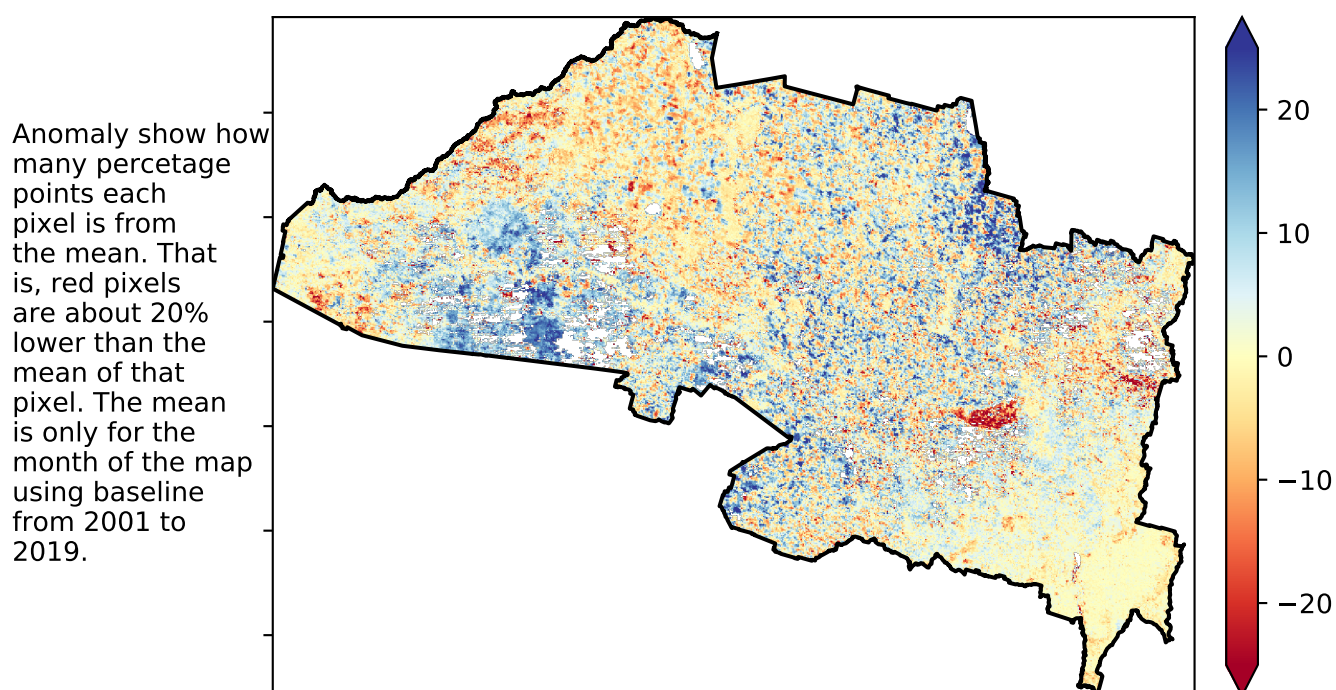 Anomaly show how
many percetage
points each
pixel is from
the mean. That
is, red pixels
are about 20%
lower than the
mean of that
pixel. The mean
is only for the
month of the map
using baseline
from 2001 to
2019.
20
10
0
−10
−20